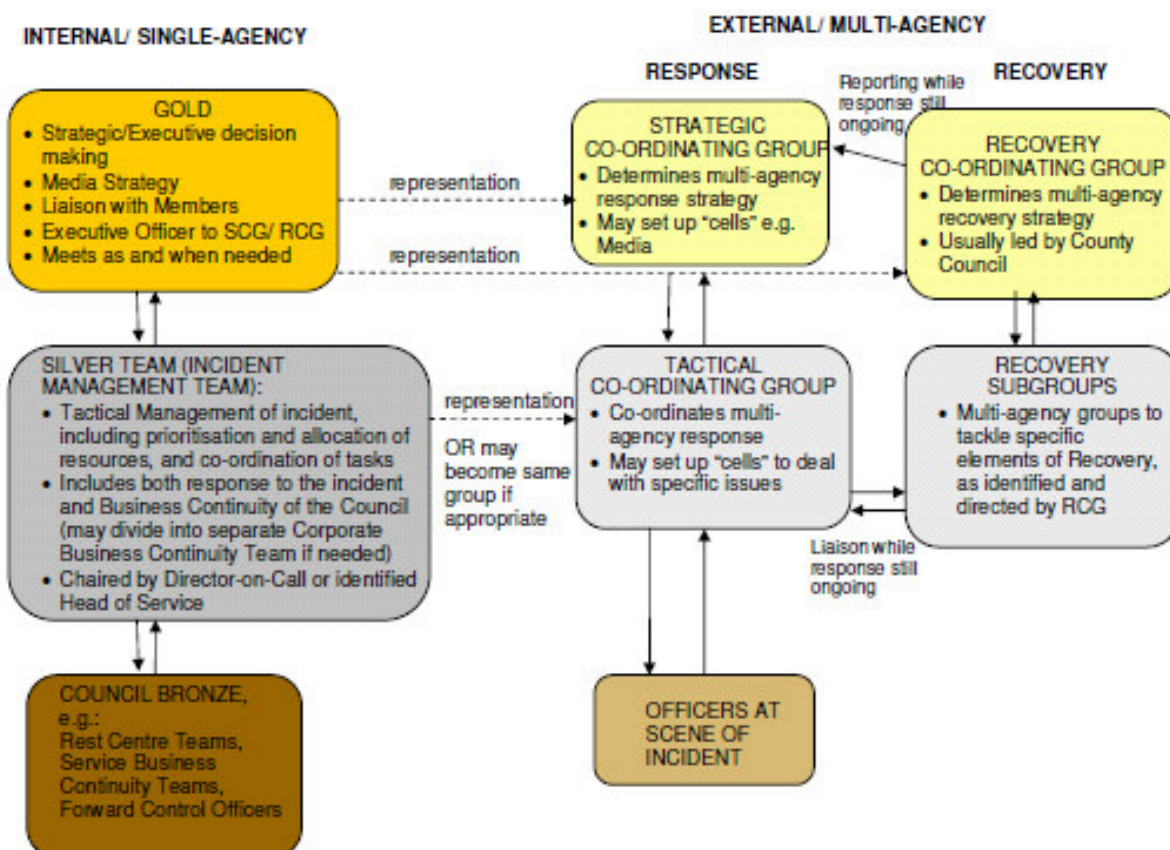 INTERNAL/ SINGLE-AGENCY
EXTERNAL/ MULTI-AGENCY
RESPONSE
RECOVERY
GOLD
• Strategic/Executive decision
making
• Media Strategy
• Liaison with Members
• Executive Officer to SCG/ RCG
• Meets as and when needed
representation
representation
STRATEGIC
CO-ORDINATING GROUP
• Determines multi-agency
response strategy
• May set up “cells” e.g.
Media
Reporting while
response still
ongoing
RECOVERY
CO-ORDINATING GROUP
• Determines multi-agency
recovery strategy
• Usually led by County
Council
SILVER TEAM (INCIDENT
MANAGEMENT TEAM):
• Tactical Management of incident,
including prioritisation and allocation of
resources, and co-ordination of tasks
• Includes both response to the incident
and Business Continuity of the Council
(may divide into separate Corporate
Business Continuity Team if needed)
• Chaired by Director-on-Call or identified
Head of Service
representation
OR may
become same
group if
appropriate
TACTICAL
CO-ORDINATING GROUP
• Co-ordinates multi-
agency response
• May set up “cells” to deal
with specific issues
RECOVERY
SUBGROUPS
• Multi-agency groups to
tackle specific
elements of Recovery,
as identified and
directed by RCG
Liaison while
response still
ongoing
COUNCIL BRONZE,
e.g.:
Rest Centre Teams,
Service Business
Continuity Teams,
Forward Control Officers
OFFICERS AT
SCENE OF
INCIDENT